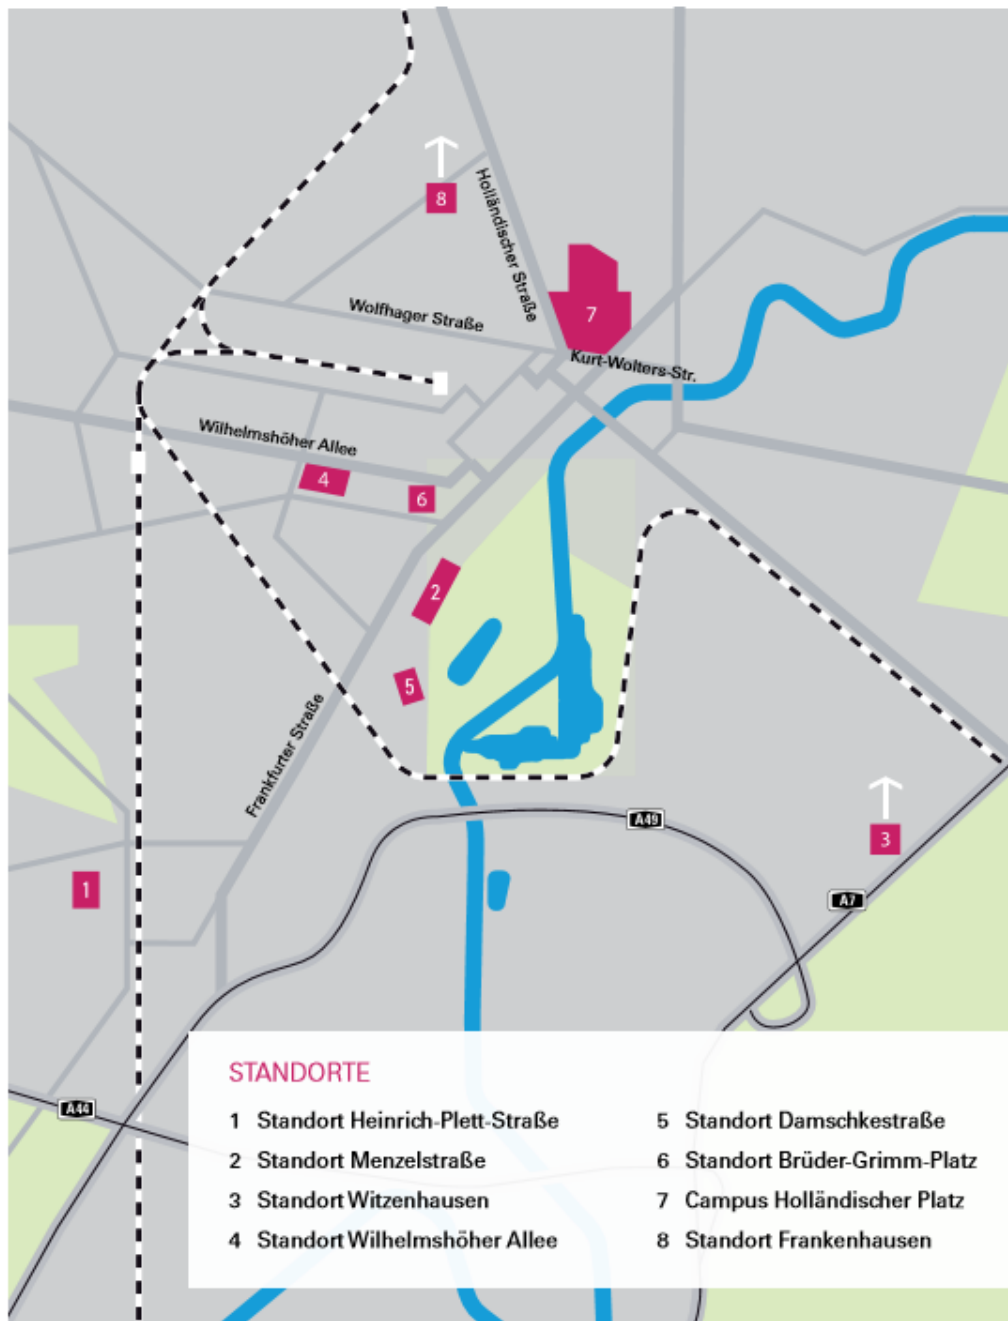 8
Holländischer Straße
7
Wolfhager Straße
Kurt-Wolters-Str.
Wilhelmshöher Allee
4
6
2
5
Frankfurter Straße
A49
3
1
A7
A44
STANDORTE
1 Standort Heinrich-Plett-Straße
2 Standort Menzelstraße
3 Standort Witzenhausen
4 Standort Wilhelmshöher Allee
5 Standort Damschkestraße
6 Standort Brüder-Grimm-Platz
7 Campus Holländischer Platz
8 Standort Frankenhausen